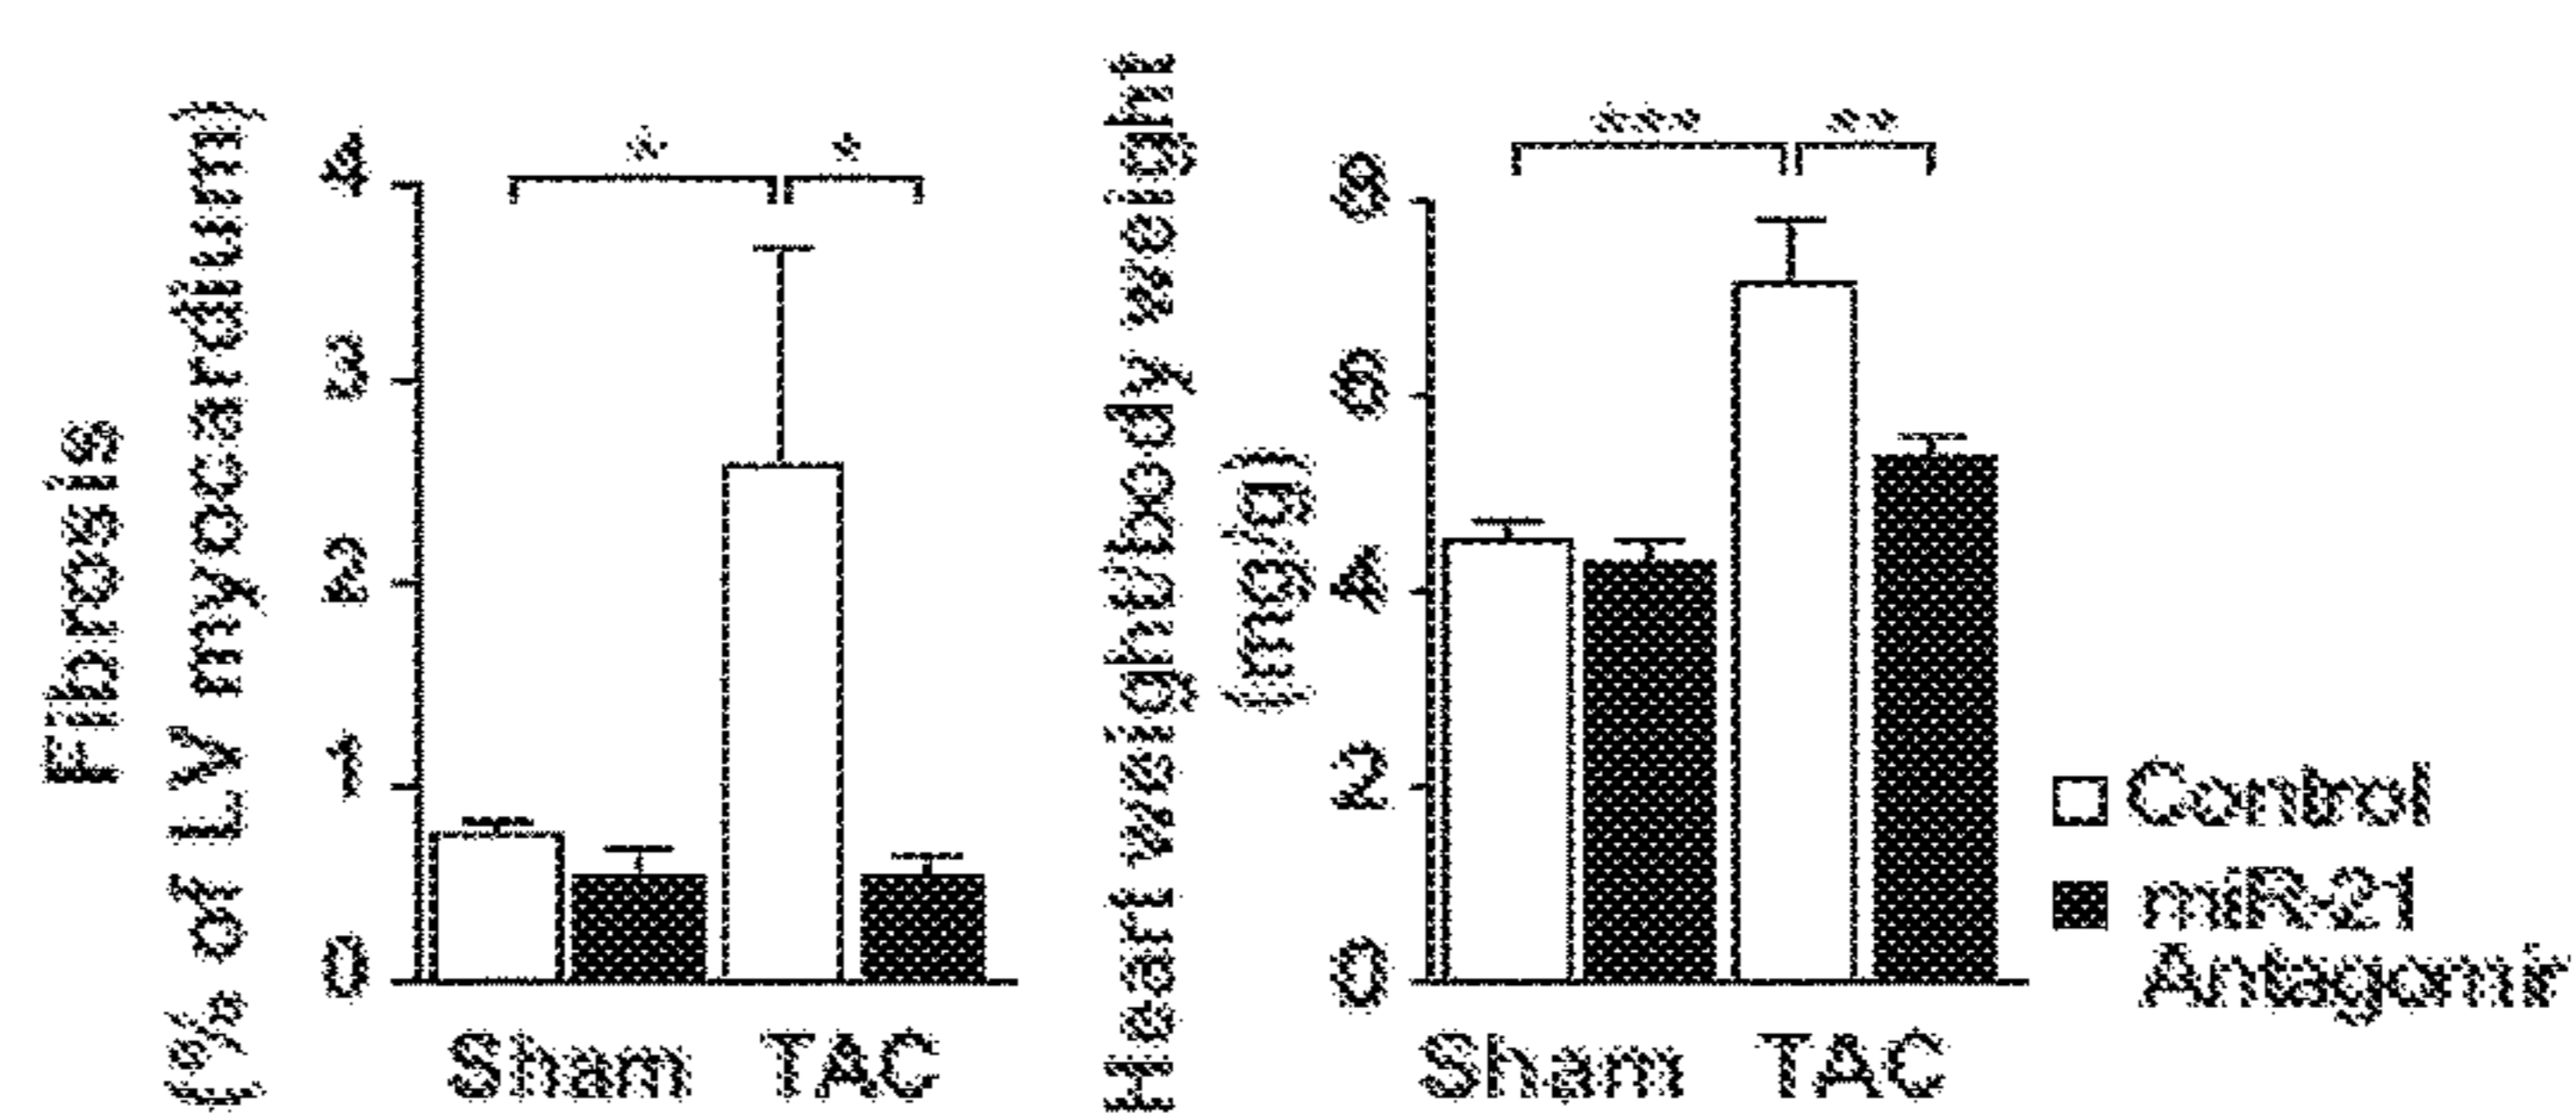 Fibrosis
(% of LV myocardium)
4
3
2
1
0
* *
Sham TAC
Heart weight/body weight
(mg/g)
8
6
4
2
0
*** **
Sham TAC
Control
miR-21
Antagomir